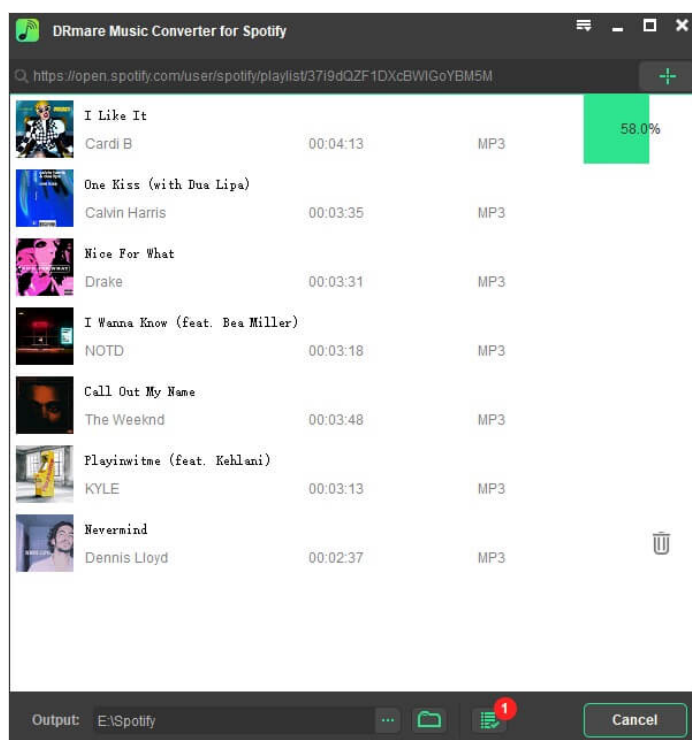 DRmare Music Converter for Spotify
https://open.spotify.com/user/spotify/playlist/37i9dQZF1DXcBWIGoYBM5M
I Like It
Cardi B 00:04:13 MP3 58.0%
One Kiss (with Dua Lipa)
Calvin Harris 00:03:35 MP3
Nice For What
Drake 00:03:31 MP3
I Wanna Know (feat. Bea Miller)
NOTD 00:03:18 MP3
Call Out My Name
The Weeknd 00:03:48 MP3
Playinwitme (feat. Kehlani)
KYLE 00:03:13 MP3
Nevermind
Dennis Lloyd 00:02:37 MP3
Output: E:\Spotify ... 1 Cancel